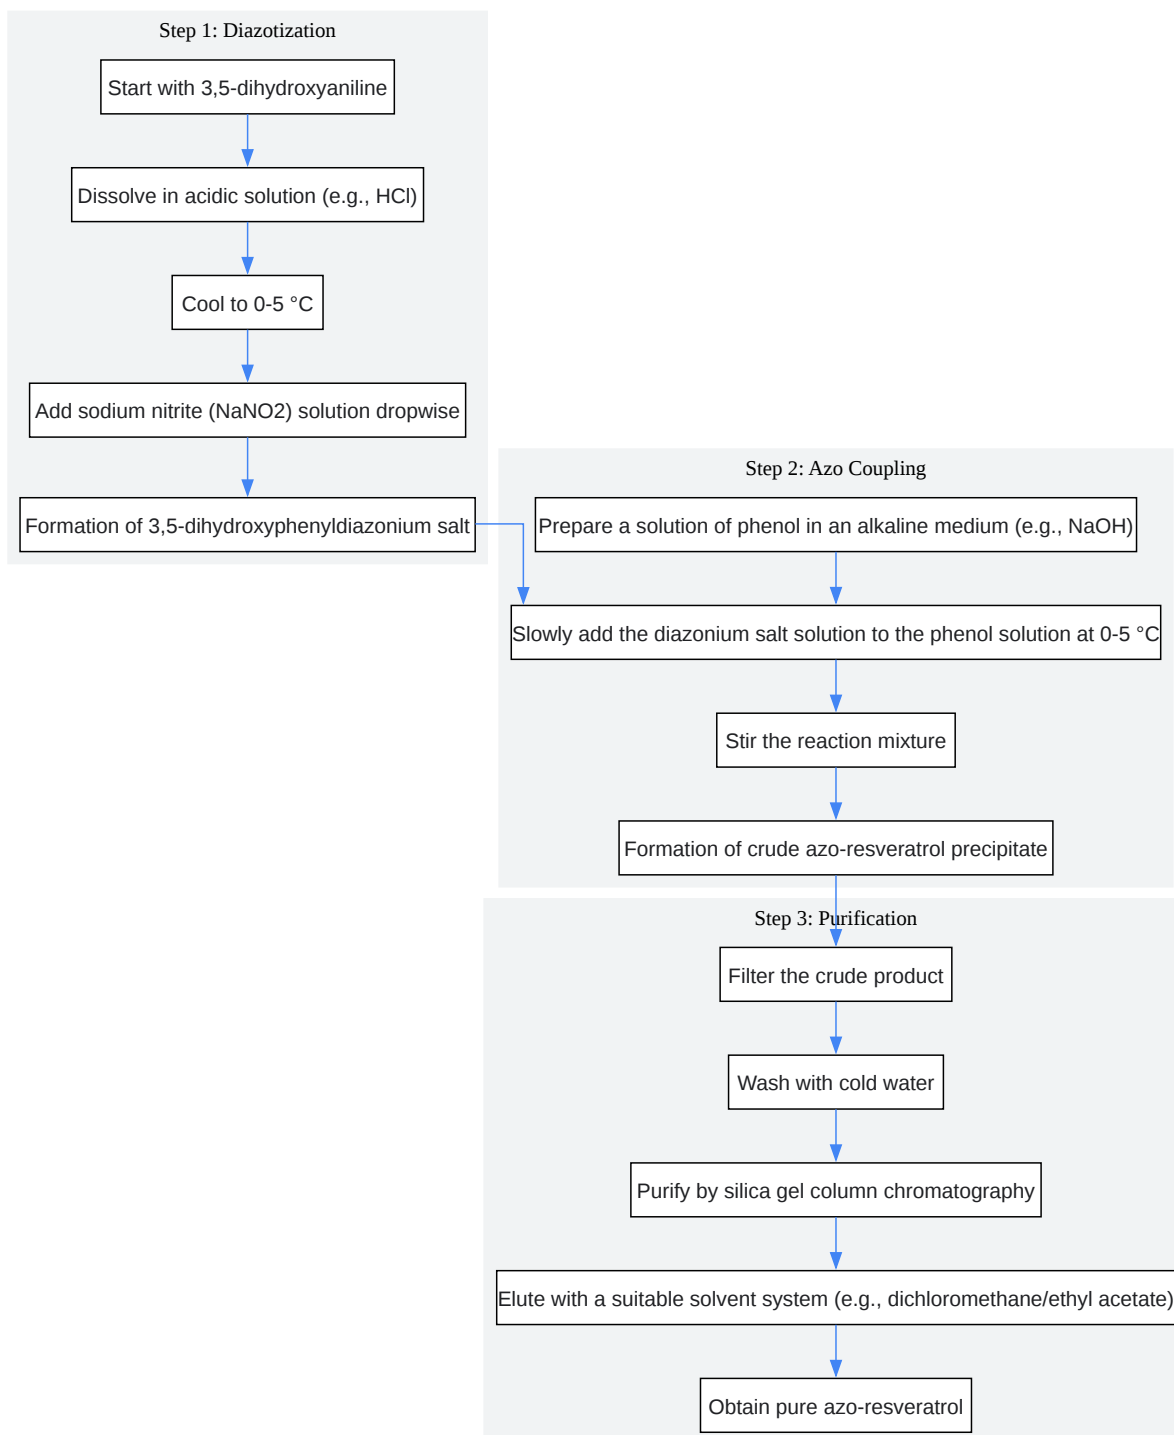 Step 1: Diazotization
Start with 3,5-dihydroxyaniline
Dissolve in acidic solution (e.g., HCl)
Cool to 0-5 °C
Add sodium nitrite (NaNO2) solution dropwise
Formation of 3,5-dihydroxyphenyldiazonium salt
Step 2: Azo Coupling
Prepare a solution of phenol in an alkaline medium (e.g., NaOH)
Slowly add the diazonium salt solution to the phenol solution at 0-5 °C
Stir the reaction mixture
Formation of crude azo-resveratrol precipitate
Step 3: Purification
Filter the crude product
Wash with cold water
Purify by silica gel column chromatography
Elute with a suitable solvent system (e.g., dichloromethane/ethyl acetate)
Obtain pure azo-resveratrol